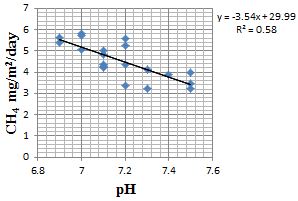 y = -3.54x + 29.99
R² = 0.58
7
6
5
4
3
2
1
0
CH₄ mg/m²/day
6.8 7 7.2 7.4 7.6
pH